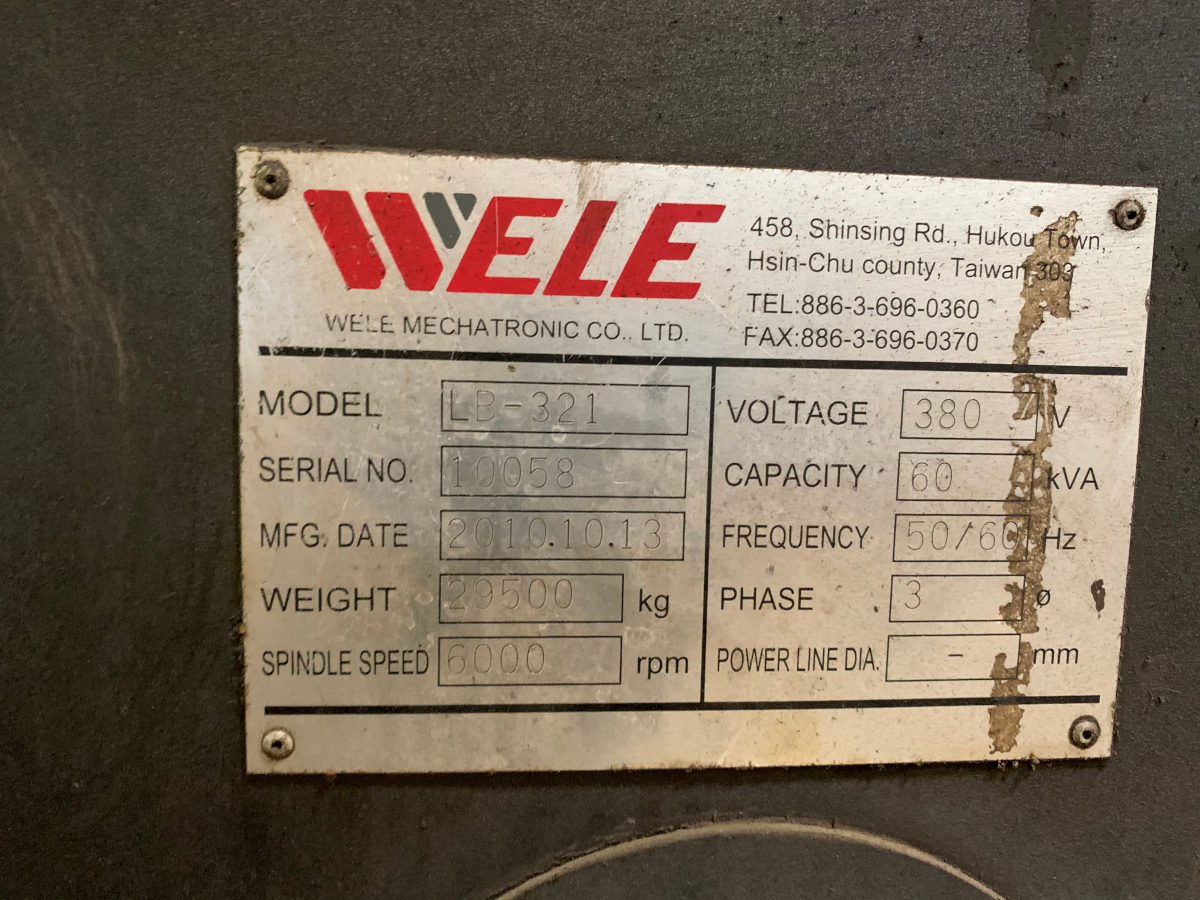 WELE
WELE MECHATRONIC CO., LTD.
458, Shinsing Rd., Hukou Town,
Hsin-Chu county, Taiwan 303
TEL:886-3-696-0360
FAX:886-3-696-0370
MODEL LB-321
SERIAL NO. 10058
MFG. DATE 2010.10.13
WEIGHT 29500 kg
SPINDLE SPEED 6000 rpm
VOLTAGE 380 V
CAPACITY 60 kVA
FREQUENCY 50/60 Hz
PHASE 3 ø
POWER LINE DIA. - mm